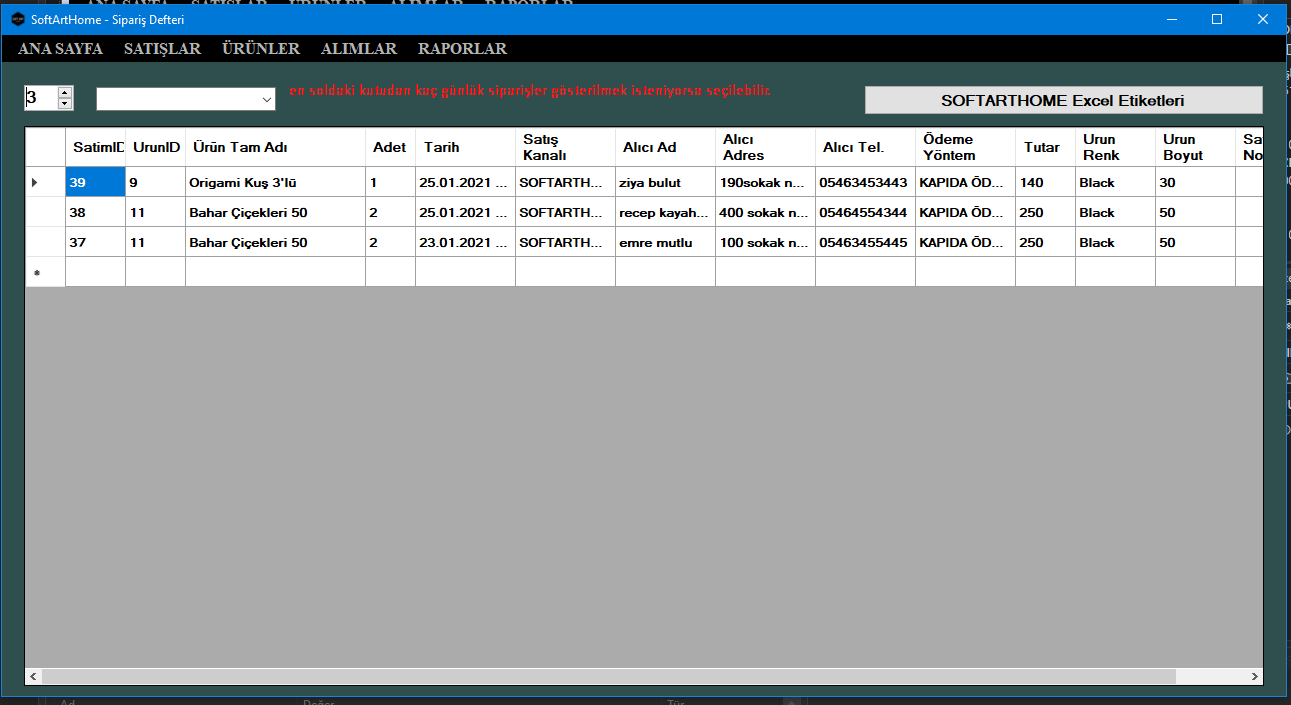 SoftArtHome - Sipariş Defteri
ANA SAYFA SATIŞLAR ÜRÜNLER ALIMLAR RAPORLAR
3
en soldaki kutudan kaç günlük siparişler gösterilmek isteniyorsa seçilebilir.
SOFTARTHOME Excel Etiketleri
SatimID UrunID Ürün Tam Adı Adet Tarih Satış Kanalı Alıcı Ad Alıcı Adres Alıcı Tel. Ödeme Yöntem Tutar Urun Renk Urun Boyut Sa No
39 9 Origami Kuş 3'lü 1 25.01.2021 ... SOFTARTH... ziya bulut 190sokak n... 05463453443 KAPIDA ÖD... 140 Black 30
38 11 Bahar Çiçekleri 50 2 25.01.2021 ... SOFTARTH... recep kayah... 400 sokak n... 05464554344 KAPIDA ÖD... 250 Black 50
37 11 Bahar Çiçekleri 50 2 23.01.2021 ... SOFTARTH... emre mutlu 100 sokak n... 05463455445 KAPIDA ÖD... 250 Black 50